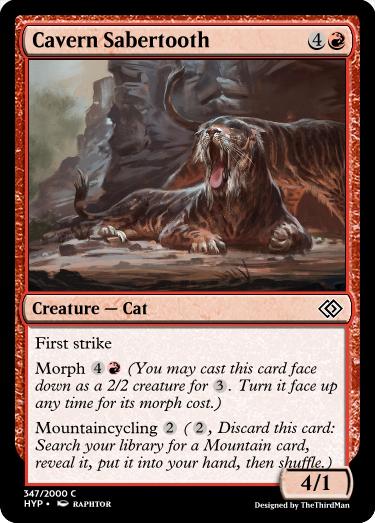 Cavern Sabertooth 4
Creature — Cat
First strike
Morph 4 (You may cast this card face
down as a 2/2 creature for 3. Turn it face up
any time for its morph cost.)
Mountaincycling 2 (2, Discard this card:
Search your library for a Mountain card,
reveal it, put it into your hand, then shuffle.)
4/1
347/2000 C
HYP • RAPHTOR
Designed by TheThirdMan